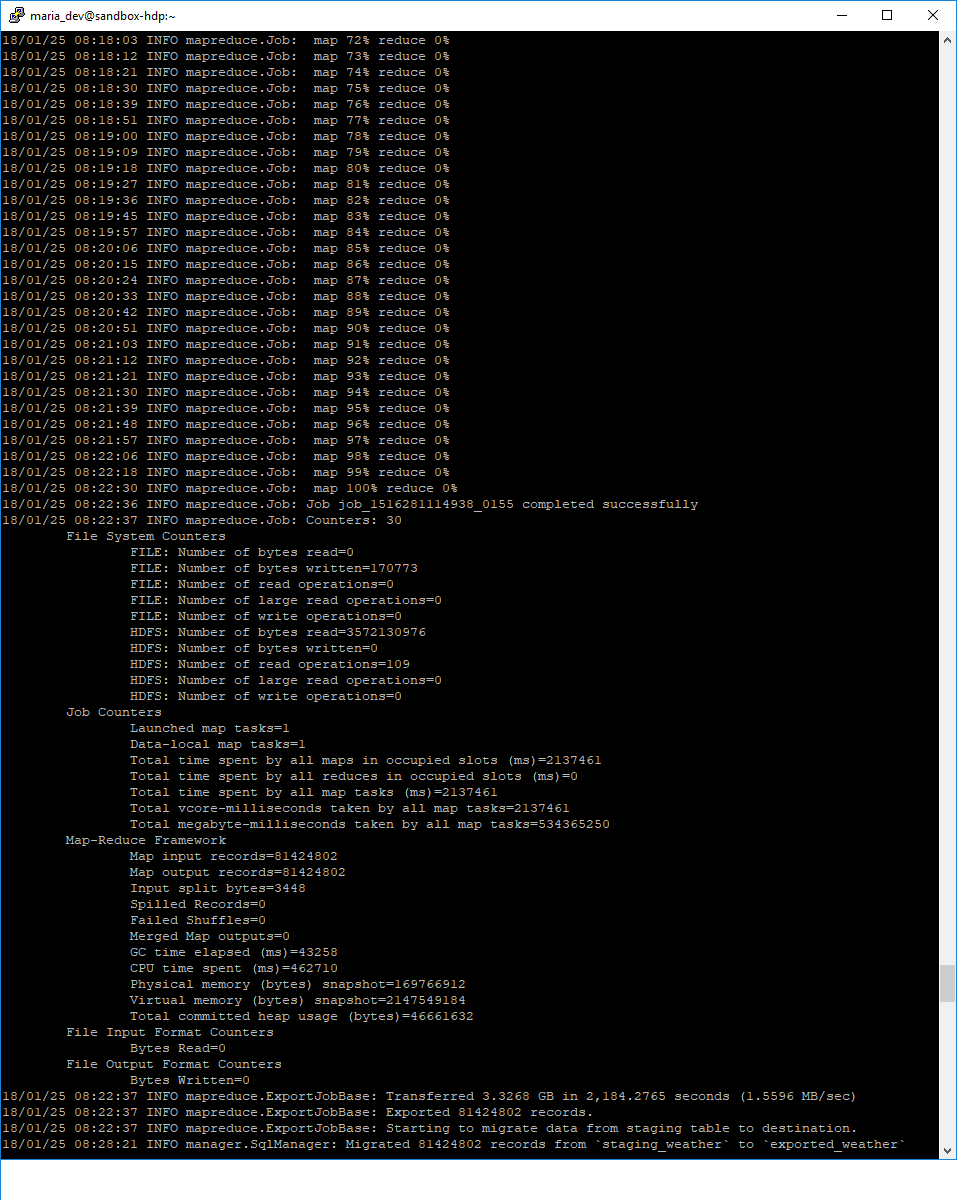 maria_dev@sandbox-hdp:~
18/01/25 08:18:03 INFO mapreduce.Job:  map 72% reduce 0%
18/01/25 08:18:12 INFO mapreduce.Job:  map 73% reduce 0%
18/01/25 08:18:21 INFO mapreduce.Job:  map 74% reduce 0%
18/01/25 08:18:30 INFO mapreduce.Job:  map 75% reduce 0%
18/01/25 08:18:39 INFO mapreduce.Job:  map 76% reduce 0%
18/01/25 08:18:51 INFO mapreduce.Job:  map 77% reduce 0%
18/01/25 08:19:00 INFO mapreduce.Job:  map 78% reduce 0%
18/01/25 08:19:09 INFO mapreduce.Job:  map 79% reduce 0%
18/01/25 08:19:18 INFO mapreduce.Job:  map 80% reduce 0%
18/01/25 08:19:27 INFO mapreduce.Job:  map 81% reduce 0%
18/01/25 08:19:36 INFO mapreduce.Job:  map 82% reduce 0%
18/01/25 08:19:45 INFO mapreduce.Job:  map 83% reduce 0%
18/01/25 08:19:57 INFO mapreduce.Job:  map 84% reduce 0%
18/01/25 08:20:06 INFO mapreduce.Job:  map 85% reduce 0%
18/01/25 08:20:15 INFO mapreduce.Job:  map 86% reduce 0%
18/01/25 08:20:24 INFO mapreduce.Job:  map 87% reduce 0%
18/01/25 08:20:33 INFO mapreduce.Job:  map 88% reduce 0%
18/01/25 08:20:42 INFO mapreduce.Job:  map 89% reduce 0%
18/01/25 08:20:51 INFO mapreduce.Job:  map 90% reduce 0%
18/01/25 08:21:03 INFO mapreduce.Job:  map 91% reduce 0%
18/01/25 08:21:12 INFO mapreduce.Job:  map 92% reduce 0%
18/01/25 08:21:21 INFO mapreduce.Job:  map 93% reduce 0%
18/01/25 08:21:30 INFO mapreduce.Job:  map 94% reduce 0%
18/01/25 08:21:39 INFO mapreduce.Job:  map 95% reduce 0%
18/01/25 08:21:48 INFO mapreduce.Job:  map 96% reduce 0%
18/01/25 08:21:57 INFO mapreduce.Job:  map 97% reduce 0%
18/01/25 08:22:06 INFO mapreduce.Job:  map 98% reduce 0%
18/01/25 08:22:18 INFO mapreduce.Job:  map 99% reduce 0%
18/01/25 08:22:30 INFO mapreduce.Job:  map 100% reduce 0%
18/01/25 08:22:36 INFO mapreduce.Job: Job job_1516281114938_0155 completed successfully
18/01/25 08:22:37 INFO mapreduce.Job: Counters: 30
File System Counters
FILE: Number of bytes read=0
FILE: Number of bytes written=170773
FILE: Number of read operations=0
FILE: Number of large read operations=0
FILE: Number of write operations=0
HDFS: Number of bytes read=3572130976
HDFS: Number of bytes written=0
HDFS: Number of read operations=109
HDFS: Number of large read operations=0
HDFS: Number of write operations=0
Job Counters
Launched map tasks=1
Data-local map tasks=1
Total time spent by all maps in occupied slots (ms)=2137461
Total time spent by all reduces in occupied slots (ms)=0
Total time spent by all map tasks (ms)=2137461
Total vcore-milliseconds taken by all map tasks=2137461
Total megabyte-milliseconds taken by all map tasks=534365250
Map-Reduce Framework
Map input records=81424802
Map output records=81424802
Input split bytes=3448
Spilled Records=0
Failed Shuffles=0
Merged Map outputs=0
GC time elapsed (ms)=43258
CPU time spent (ms)=462710
Physical memory (bytes) snapshot=169766912
Virtual memory (bytes) snapshot=2147549184
Total committed heap usage (bytes)=46661632
File Input Format Counters
Bytes Read=0
File Output Format Counters
Bytes Written=0
18/01/25 08:22:37 INFO mapreduce.ExportJobBase: Transferred 3.3268 GB in 2,184.2765 seconds (1.5596 MB/sec)
18/01/25 08:22:37 INFO mapreduce.ExportJobBase: Exported 81424802 records.
18/01/25 08:22:37 INFO mapreduce.ExportJobBase: Starting to migrate data from staging table to destination.
18/01/25 08:28:21 INFO manager.SqlManager: Migrated 81424802 records from `staging_weather` to `exported_weather`